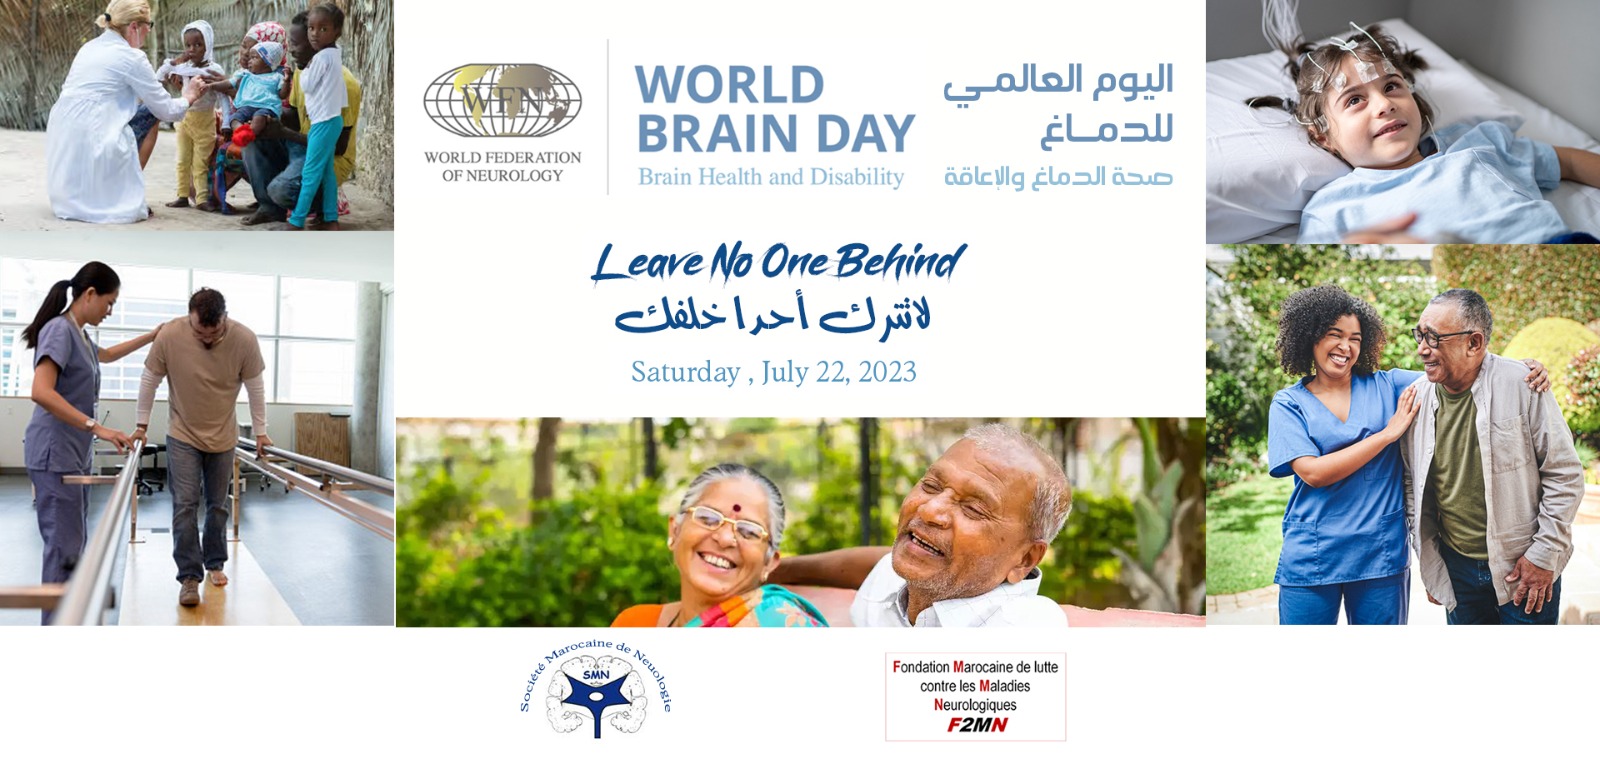 WFN
WORLD FEDERATION
OF NEUROLOGY
WORLD
BRAIN DAY
Brain Health and Disability
اليوم العالمي
للدماغ
صحة الدماغ والإعاقة
Leave No One Behind
لاتترك أحدا خلفك
Saturday , July 22, 2023
Société Marocaine de Neuologie
SMN
Fondation Marocaine de lutte
contre les Maladies
Neurologiques
F2MN